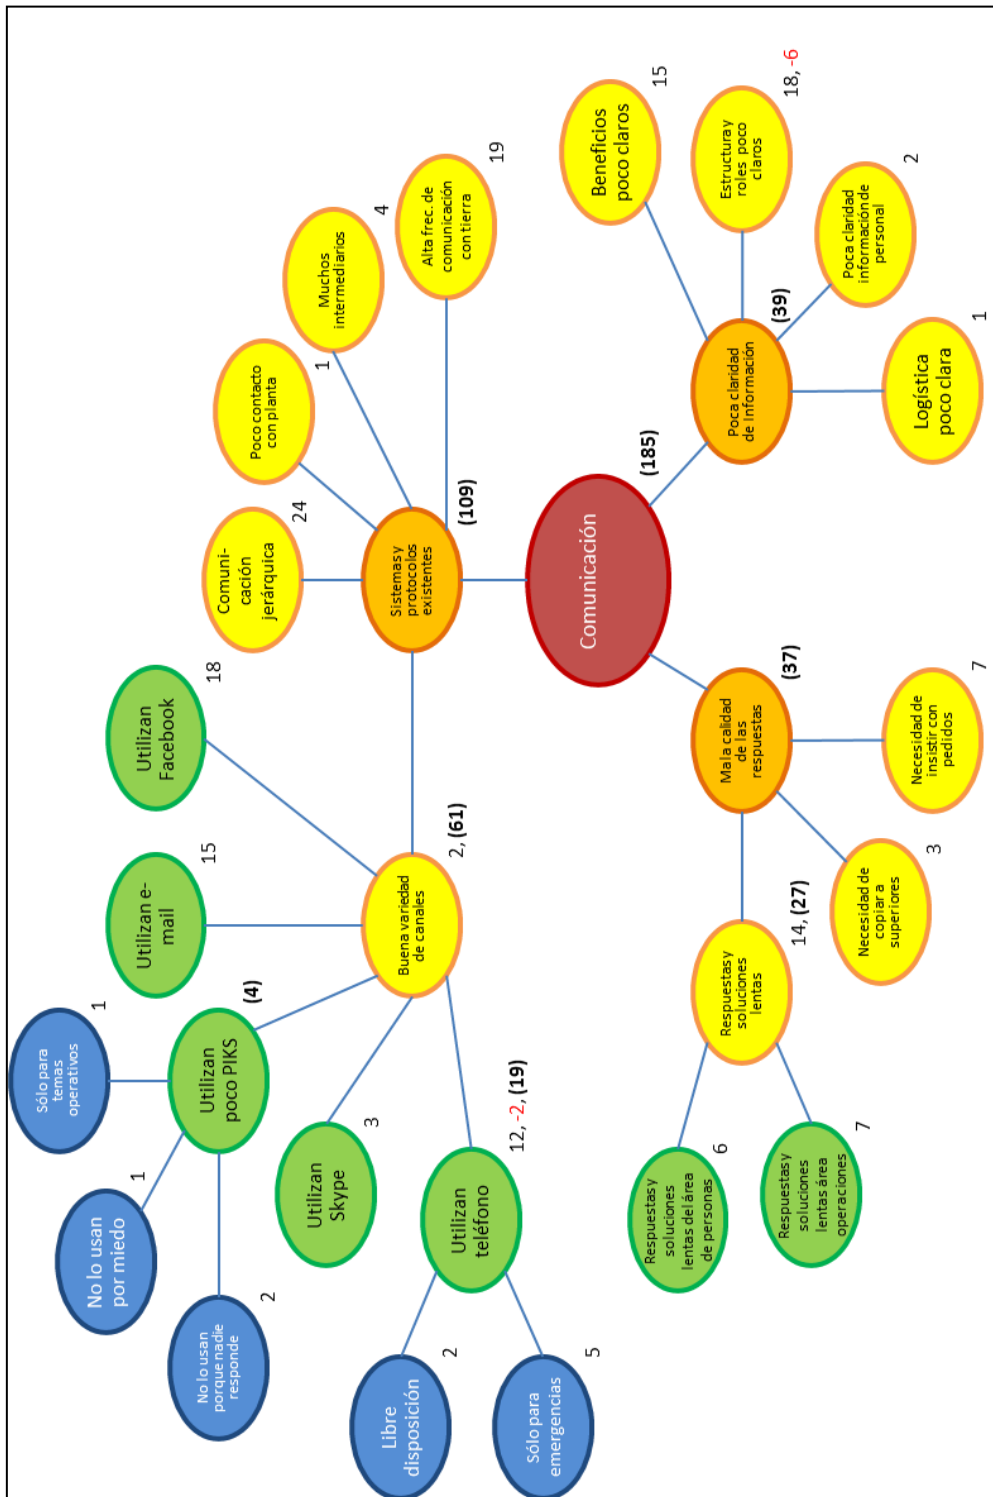 Sólo para
temas
operativos
1
No lo usan
por miedo
1
No lo usan
porque nadie
responde
2
Utilizan
poco PIKS
(4)
Utilizan e-
mail
15
Utilizan
Facebook
18
Utilizan
Skype
3
Libre
disposición
2
Sólo para
emergencias
5
Utilizan
teléfono
12, -2, (19)
Buena variedad
de canales
2, (61)
Comuni-
cación
jerárquica
24
Poco contacto
con planta
1
Muchos
intermediarios
4
Alta frec. de
comunicación
con tierra
19
Sistemas y
protocolos
existentes
(109)
Comunicación
(185)
Respuestas y
soluciones
lentas del área
de personas
6
Respuestas y
soluciones
lentas área
operaciones
7
Respuestas y
soluciones
lentas
14, (27)
Mala calidad
de las
respuestas
(37)
Necesidad de
copiar a
superiores
3
Necesidad de
insistir con
pedidos
7
Poca claridad
de Información
(39)
Beneficios
poco claros
15
Estructura y
roles poco
claros
18, -6
Poca claridad
información de
personal
2
Logística
poco clara
1